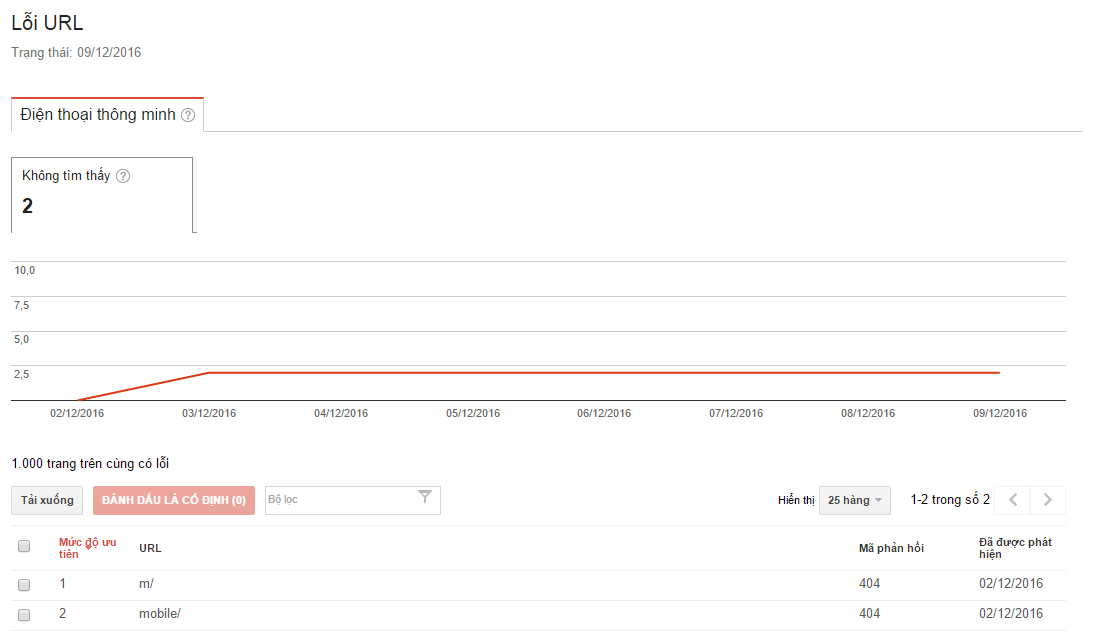 Lỗi URL
Trạng thái: 09/12/2016
Điện thoại thông minh ?
Không tìm thấy ?
2
10,0
7,5
5,0
2,5
02/12/2016 03/12/2016 04/12/2016 05/12/2016 06/12/2016 07/12/2016 08/12/2016 09/12/2016
1.000 trang trên cùng có lỗi
Tải xuống ĐÁNH DẤU LÀ CỐ ĐỊNH (0) Bộ lọc Hiển thị 25 hàng 1-2 trong số 2
Mức độ ưu tiên URL Mã phản hồi Đã được phát hiện
1 m/ 404 02/12/2016
2 mobile/ 404 02/12/2016